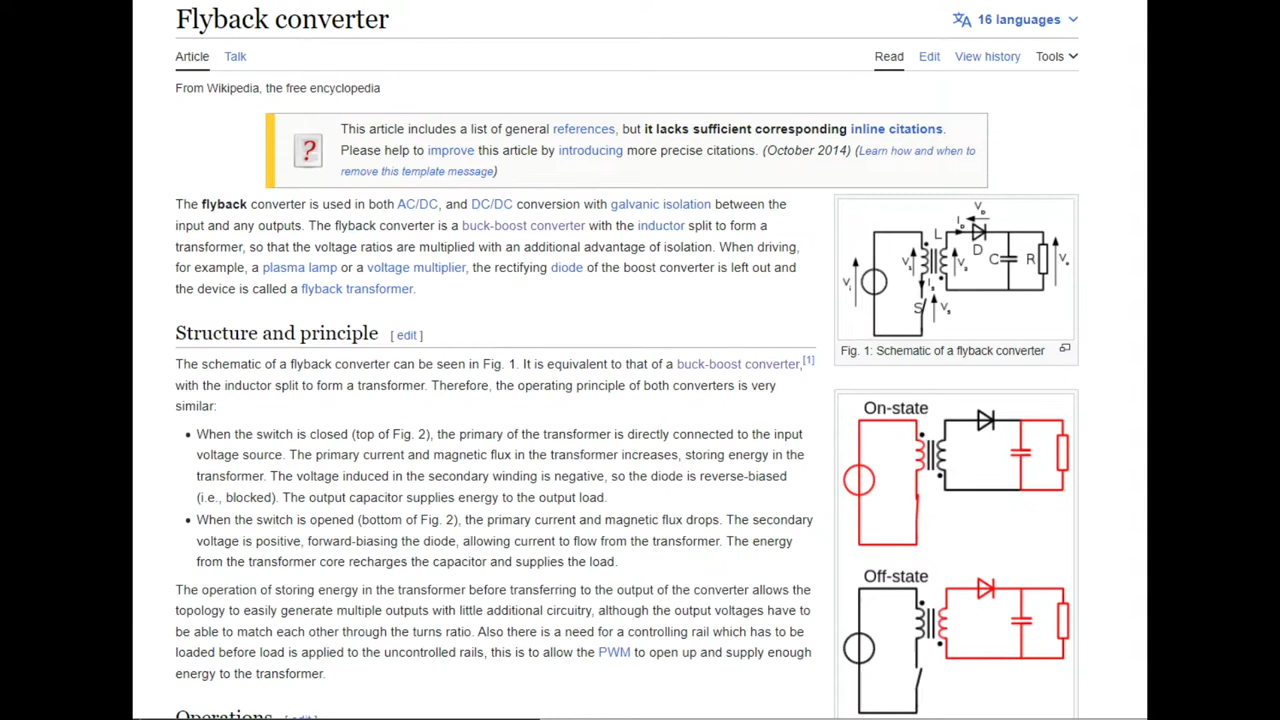 Flyback converter
16 languages
Article Talk
Read Edit View history Tools
From Wikipedia, the free encyclopedia
This article includes a list of general references, but it lacks sufficient corresponding inline citations.
Please help to improve this article by introducing more precise citations. (October 2014) (Learn how and when to
remove this template message)
The flyback converter is used in both AC/DC, and DC/DC conversion with galvanic isolation between the
input and any outputs. The flyback converter is a buck-boost converter with the inductor split to form a
transformer, so that the voltage ratios are multiplied with an additional advantage of isolation. When driving,
for example, a plasma lamp or a voltage multiplier, the rectifying diode of the boost converter is left out and
the device is called a flyback transformer.
L D C R S
Fig. 1: Schematic of a flyback converter
Structure and principle [ edit ]
The schematic of a flyback converter can be seen in Fig. 1. It is equivalent to that of a buck-boost converter,[1]
with the inductor split to form a transformer. Therefore, the operating principle of both converters is very
similar:
• When the switch is closed (top of Fig. 2), the primary of the transformer is directly connected to the input
voltage source. The primary current and magnetic flux in the transformer increases, storing energy in the
transformer. The voltage induced in the secondary winding is negative, so the diode is reverse-biased
(i.e., blocked). The output capacitor supplies energy to the output load.
• When the switch is opened (bottom of Fig. 2), the primary current and magnetic flux drops. The secondary
voltage is positive, forward-biasing the diode, allowing current to flow from the transformer. The energy
from the transformer core recharges the capacitor and supplies the load.
The operation of storing energy in the transformer before transferring to the output of the converter allows the
topology to easily generate multiple outputs with little additional circuitry, although the output voltages have to
be able to match each other through the turns ratio. Also there is a need for a controlling rail which has to be
loaded before load is applied to the uncontrolled rails, this is to allow the PWM to open up and supply enough
energy to the transformer.
On-state
Off-state
Operations [ edit ]